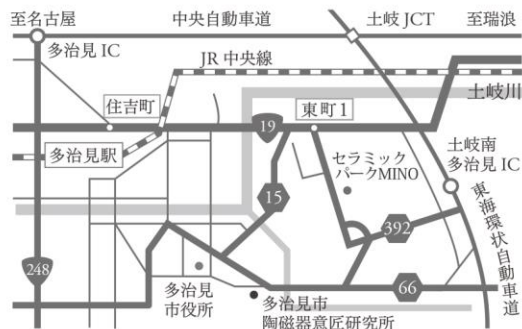 至名古屋
中央自動車道
土岐JCT
至瑞浪
多治見IC
JR中央線
土岐川
住吉町
東町1
19
多治見駅
セラミック
パークMINO
土岐南
多治見IC
15
392
東海環状自動車道
248
66
多治見
市役所
多治見市
陶磁器意匠研究所